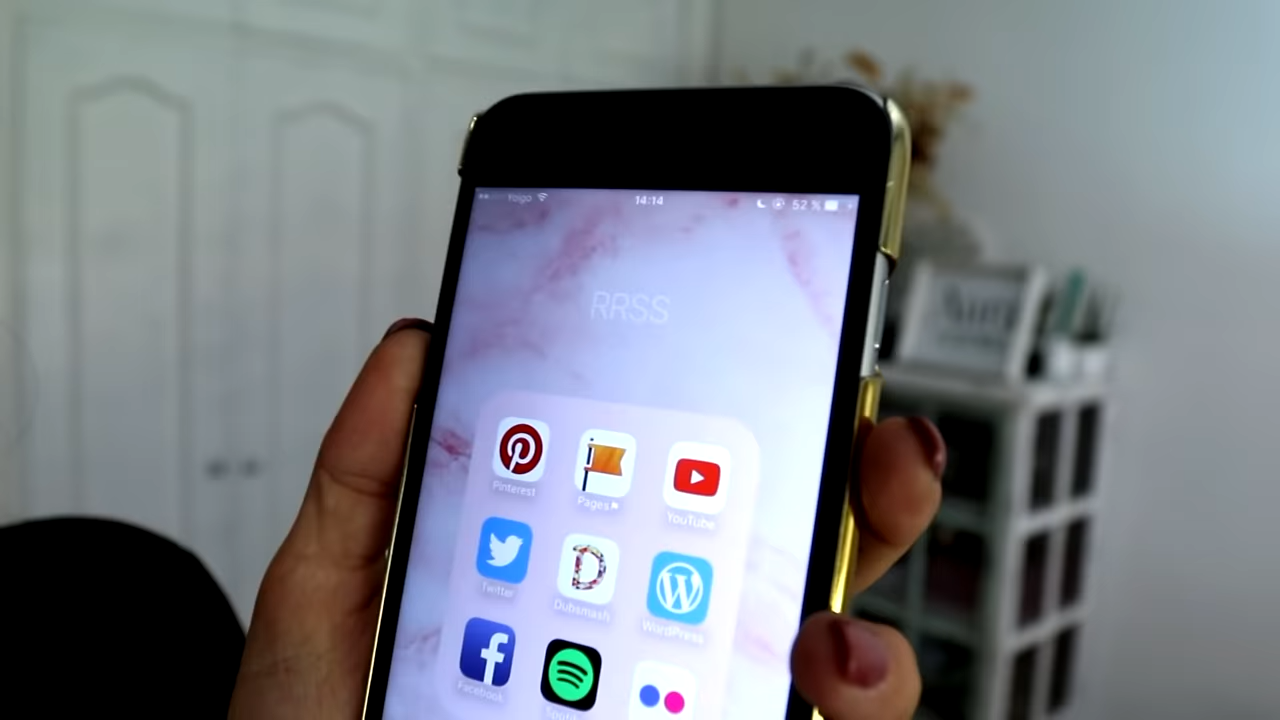 Yoigo 14:14 52 %
RRSS
Pinterest Pages YouTube
Twitter Dubsmash WordPress
Facebook